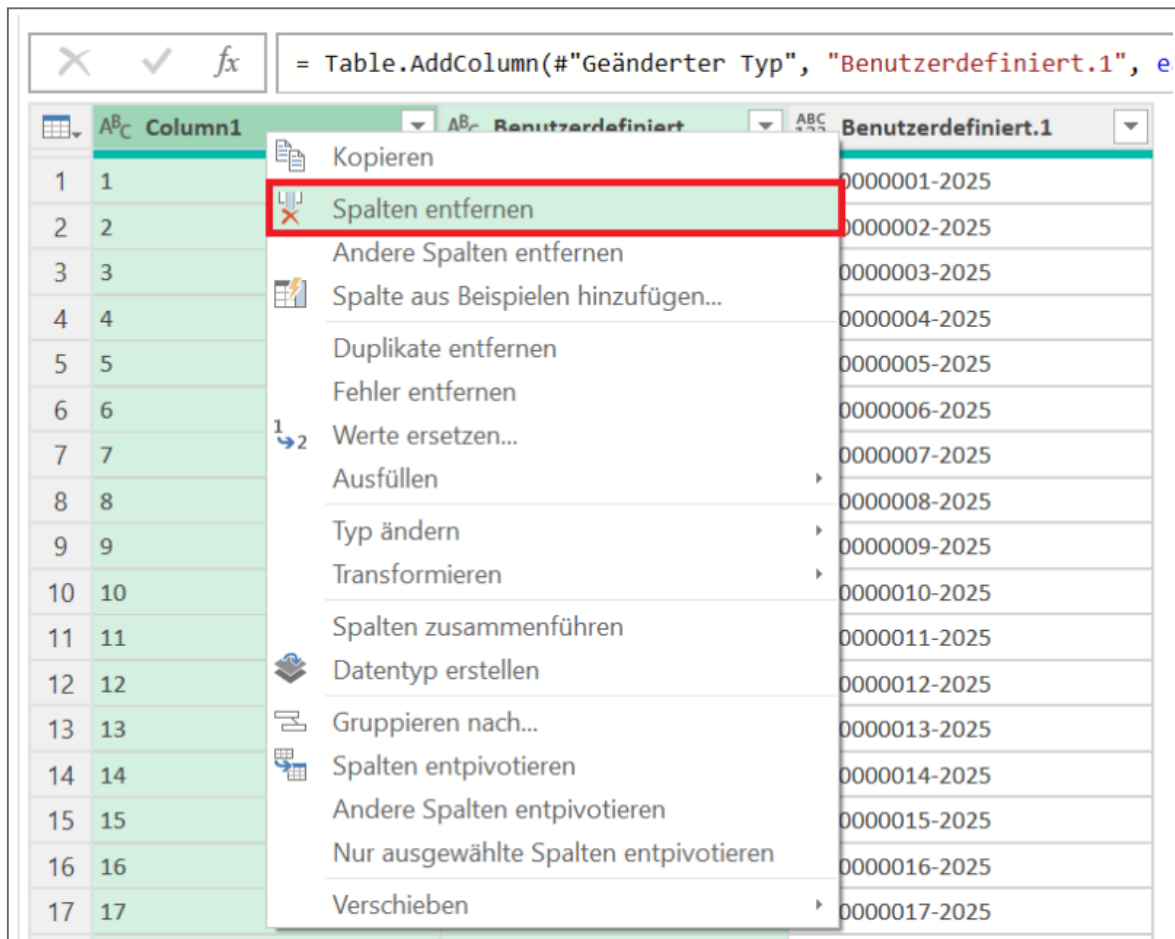 fx = Table.AddColumn(#"Geänderter Typ", "Benutzerdefiniert.1",
ABC Column1 ABC Benutzerdefiniert ABC 123 Benutzerdefiniert.1
Kopieren
1 1 0000001-2025
Spalten entfernen
2 2 0000002-2025
Andere Spalten entfernen
3 3 0000003-2025
Spalte aus Beispielen hinzufügen...
4 4 0000004-2025
Duplikate entfernen
5 5 0000005-2025
Fehler entfernen
6 6 0000006-2025
1 2 Werte ersetzen...
7 7 0000007-2025
Ausfüllen
8 8 0000008-2025
Typ ändern
9 9 0000009-2025
Transformieren
10 10 0000010-2025
Spalten zusammenführen
11 11 0000011-2025
Datentyp erstellen
12 12 0000012-2025
Gruppieren nach...
13 13 0000013-2025
Spalten entpivotieren
14 14 0000014-2025
Andere Spalten entpivotieren
15 15 0000015-2025
Nur ausgewählte Spalten entpivotieren
16 16 0000016-2025
Verschieben
17 17 0000017-2025